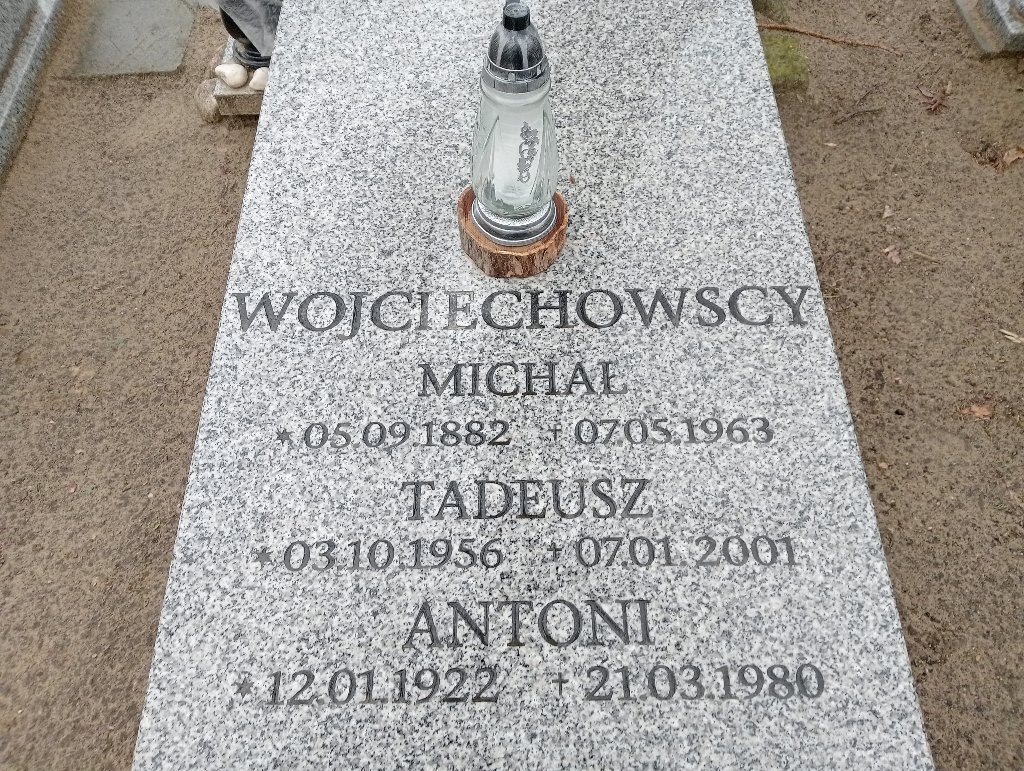 WOJCIECHOWSCY
MICHAŁ
* 05.09.1882 † 07.05.1963
TADEUSZ
* 03.10.1956 † 07.01.2001
ANTONI
* 12.01.1922 † 21.03.1980